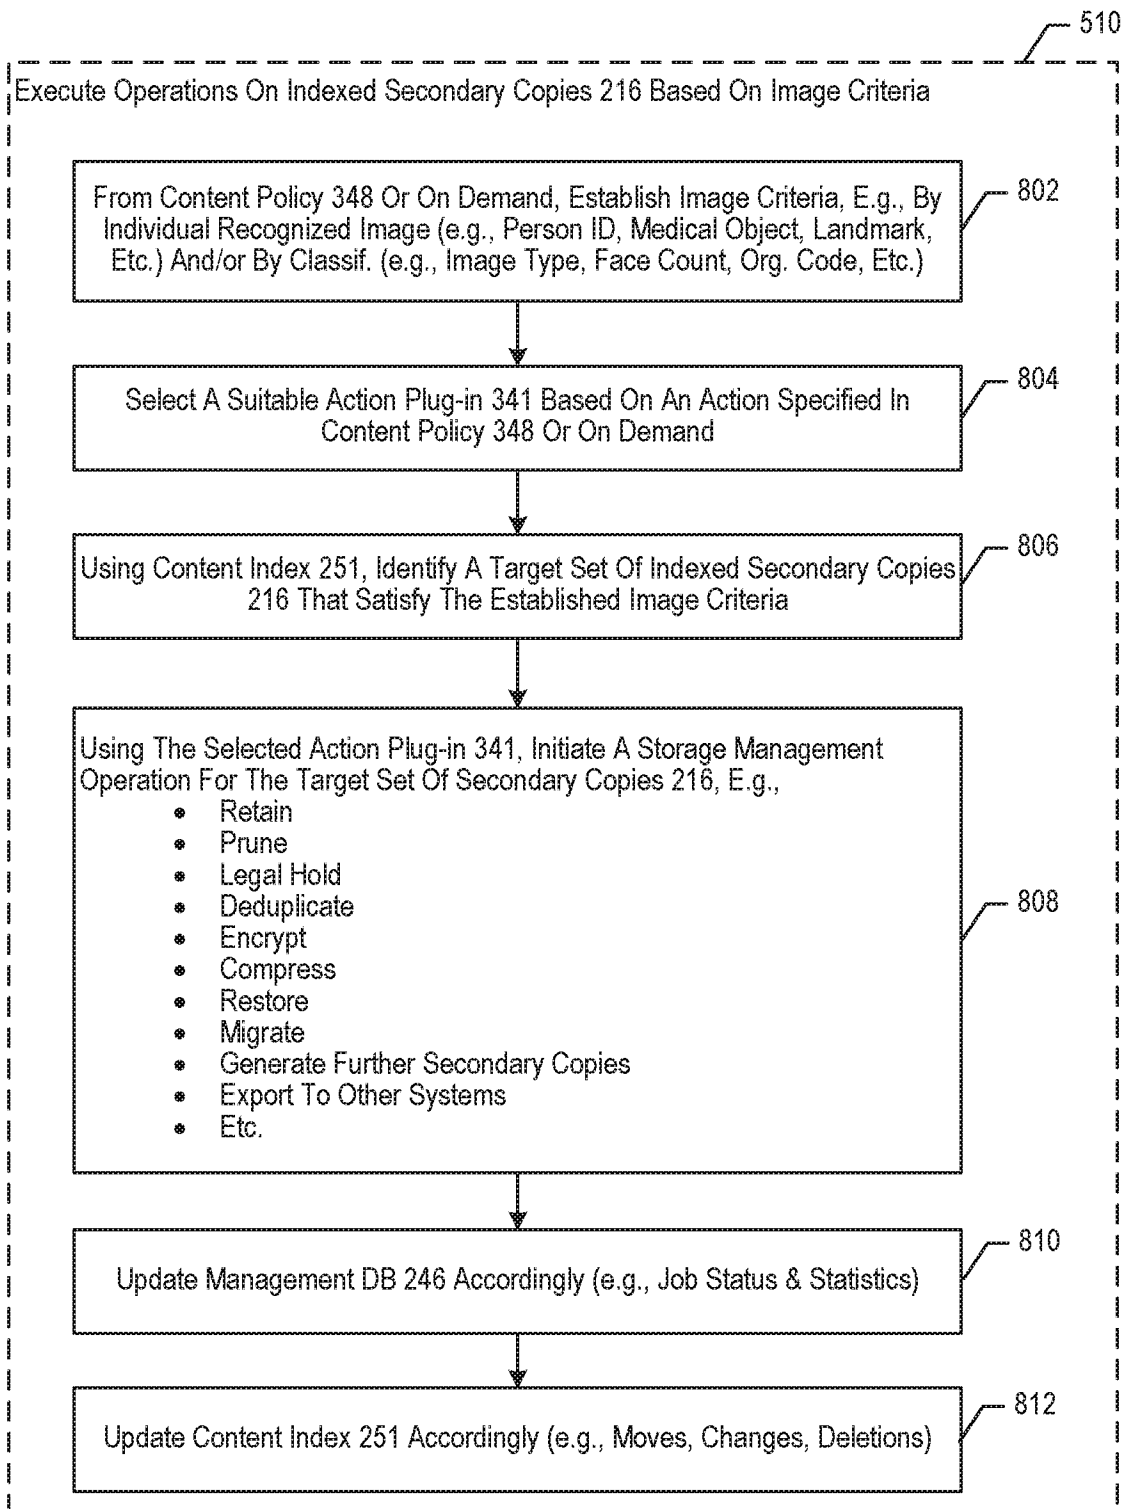 510
Execute Operations On Indexed Secondary Copies 216 Based On Image Criteria
802
From Content Policy 348 Or On Demand, Establish Image Criteria, E.g., By
Individual Recognized Image (e.g., Person ID, Medical Object, Landmark,
Etc.) And/or By Classif. (e.g., Image Type, Face Count, Org. Code, Etc.)
804
Select A Suitable Action Plug-in 341 Based On An Action Specified In
Content Policy 348 Or On Demand
806
Using Content Index 251, Identify A Target Set Of Indexed Secondary Copies
216 That Satisfy The Established Image Criteria
Using The Selected Action Plug-in 341, Initiate A Storage Management
Operation For The Target Set Of Secondary Copies 216, E.g.,
• Retain
• Prune
• Legal Hold
• Deduplicate
808
• Encrypt
• Compress
• Restore
• Migrate
• Generate Further Secondary Copies
• Export To Other Systems
• Etc.
810
Update Management DB 246 Accordingly (e.g., Job Status & Statistics)
812
Update Content Index 251 Accordingly (e.g., Moves, Changes, Deletions)